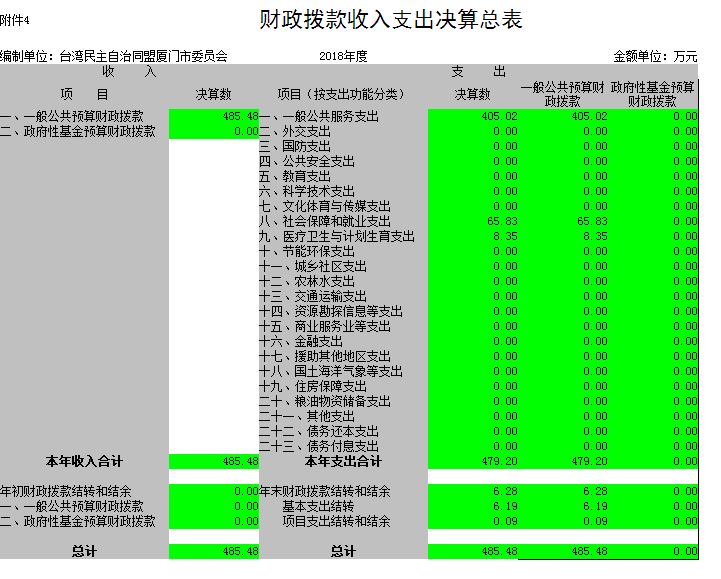 附件4
财政拨款收入支出决算总表
编制单位：台湾民主自治同盟厦门市委员会 2018年度 金额单位：万元
收 入 支 出
项 目 决算数 项目（按支出功能分类） 决算数 一般公共预算财政拨款 政府性基金预算财政拨款
一、一般公共预算财政拨款 485.48 一、一般公共服务支出 405.02 405.02 0.00
二、政府性基金预算财政拨款 0.00 二、外交支出 0.00 0.00 0.00
三、国防支出 0.00 0.00 0.00
四、公共安全支出 0.00 0.00 0.00
五、教育支出 0.00 0.00 0.00
六、科学技术支出 0.00 0.00 0.00
七、文化体育与传媒支出 0.00 0.00 0.00
八、社会保障和就业支出 65.83 65.83 0.00
九、医疗卫生与计划生育支出 8.35 8.35 0.00
十、节能环保支出 0.00 0.00 0.00
十一、城乡社区支出 0.00 0.00 0.00
十二、农林水支出 0.00 0.00 0.00
十三、交通运输支出 0.00 0.00 0.00
十四、资源勘探信息等支出 0.00 0.00 0.00
十五、商业服务业等支出 0.00 0.00 0.00
十六、金融支出 0.00 0.00 0.00
十七、援助其他地区支出 0.00 0.00 0.00
十八、国土海洋气象等支出 0.00 0.00 0.00
十九、住房保障支出 0.00 0.00 0.00
二十、粮油物资储备支出 0.00 0.00 0.00
二十一、其他支出 0.00 0.00 0.00
二十二、债务还本支出 0.00 0.00 0.00
二十三、债务付息支出 0.00 0.00 0.00
本年收入合计 485.48 本年支出合计 479.20 479.20 0.00
年初财政拨款结转和结余 0.00 年末财政拨款结转和结余 6.28 6.28 0.00
一、一般公共预算财政拨款 0.00 基本支出结转 6.19 6.19 0.00
二、政府性基金预算财政拨款 0.00 项目支出结转和结余 0.09 0.09 0.00
总计 485.48 总计 485.48 485.48 0.00